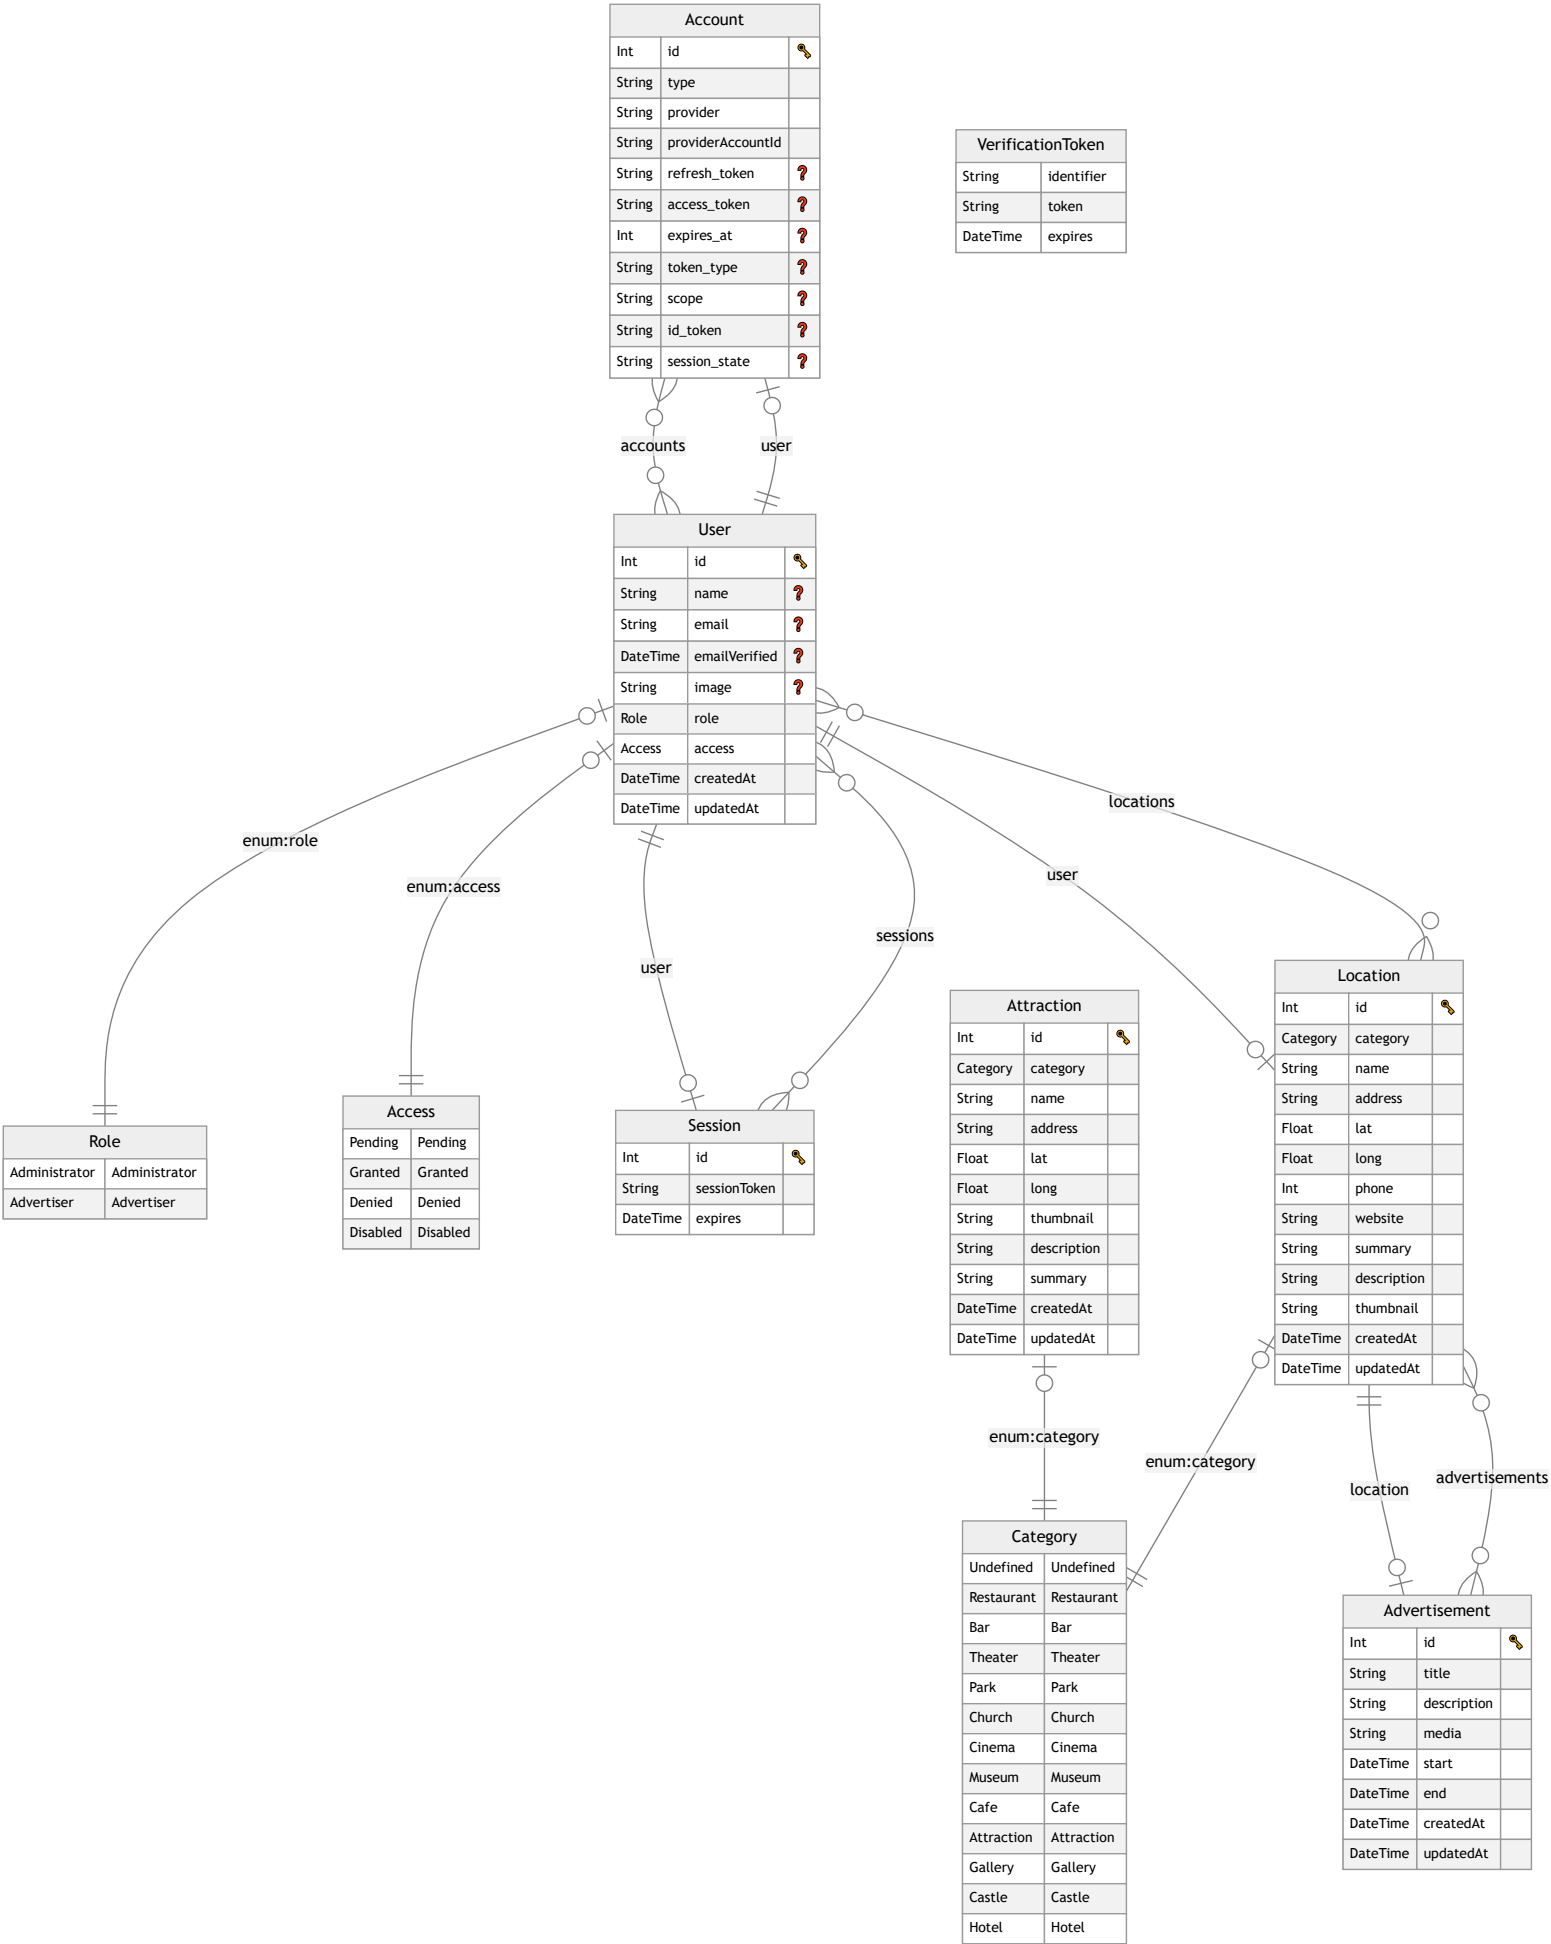 Account
Int id
String type
String provider
String providerAccountId
String refresh_token ?
String access_token ?
Int expires_at ?
String token_type ?
String scope ?
String id_token ?
String session_state ?
VerificationToken
String identifier
String token
DateTime expires
accounts
user
User
Int id
String name ?
String email ?
DateTime emailVerified ?
String image ?
Role role
Access access
DateTime createdAt
DateTime updatedAt
locations
enum:role
user
enum:access
sessions
user
Role
Administrator Administrator
Advertiser Advertiser
Access
Pending Pending
Granted Granted
Denied Denied
Disabled Disabled
Session
Int id
String sessionToken
DateTime expires
Attraction
Int id
Category category
String name
String address
Float lat
Float long
String thumbnail
String description
String summary
DateTime createdAt
DateTime updatedAt
Location
Int id
Category category
String name
String address
Float lat
Float long
Int phone
String website
String summary
String description
String thumbnail
DateTime createdAt
DateTime updatedAt
enum:category
enum:category
location
advertisements
Category
Undefined Undefined
Restaurant Restaurant
Bar Bar
Theater Theater
Park Park
Church Church
Cinema Cinema
Museum Museum
Cafe Cafe
Attraction Attraction
Gallery Gallery
Castle Castle
Hotel Hotel
Advertisement
Int id
String title
String description
String media
DateTime start
DateTime end
DateTime createdAt
DateTime updatedAt